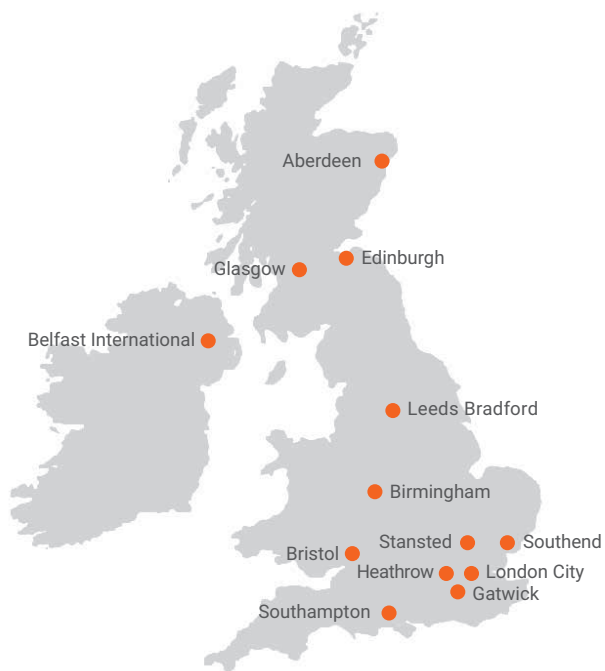 Aberdeen
Edinburgh
Glasgow
Belfast International
Leeds Bradford
Birmingham
Stansted
Southend
Bristol
Heathrow
London City
Gatwick
Southampton